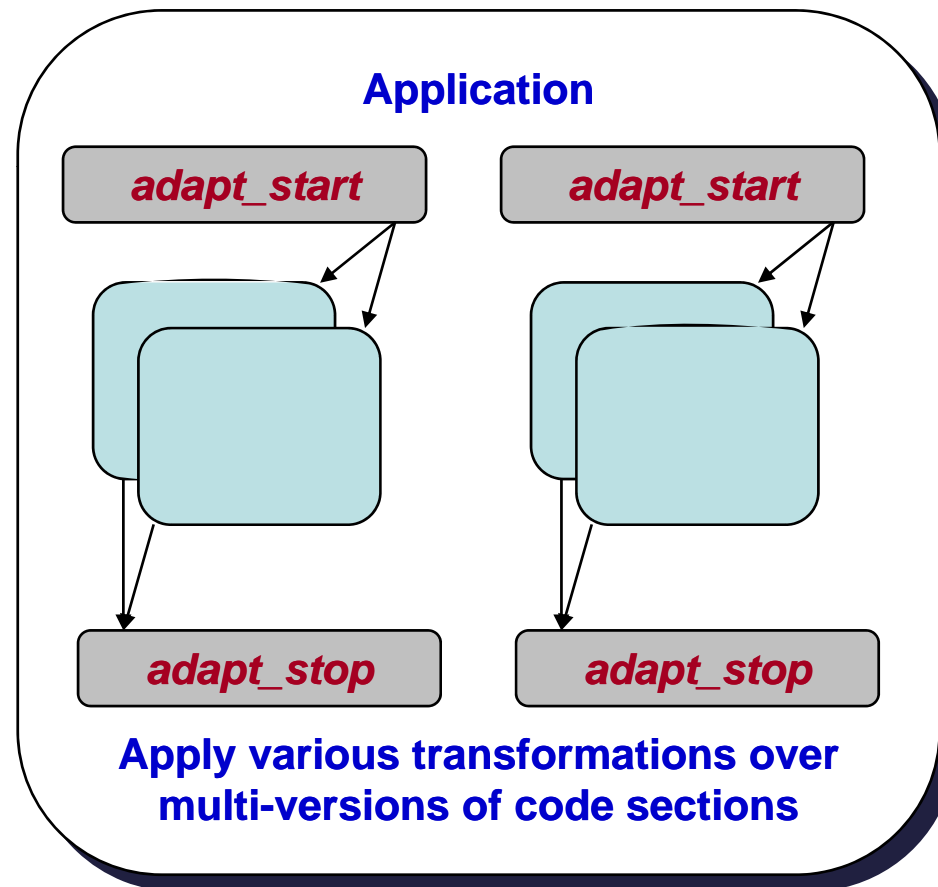 Application
adapt_start
adapt_start
adapt_stop
adapt_stop
Apply various transformations over
multi-versions of code sections